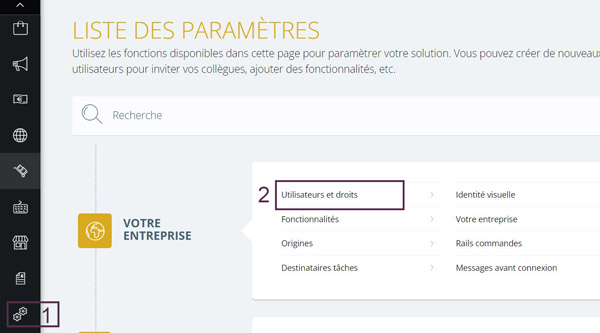 LISTE DES PARAMÈTRES
Utilisez les fonctions disponibles dans cette page pour paramétrer votre solution. Vous pouvez créer de nouveaux
utilisateurs pour inviter vos collègues, ajouter des fonctionnalités, etc.
Recherche
VOTRE
ENTREPRISE
2
Utilisateurs et droits
Identité visuelle
Fonctionnalités
Votre entreprise
Origines
Rails commandes
Destinataires tâches
Messages avant connexion
1